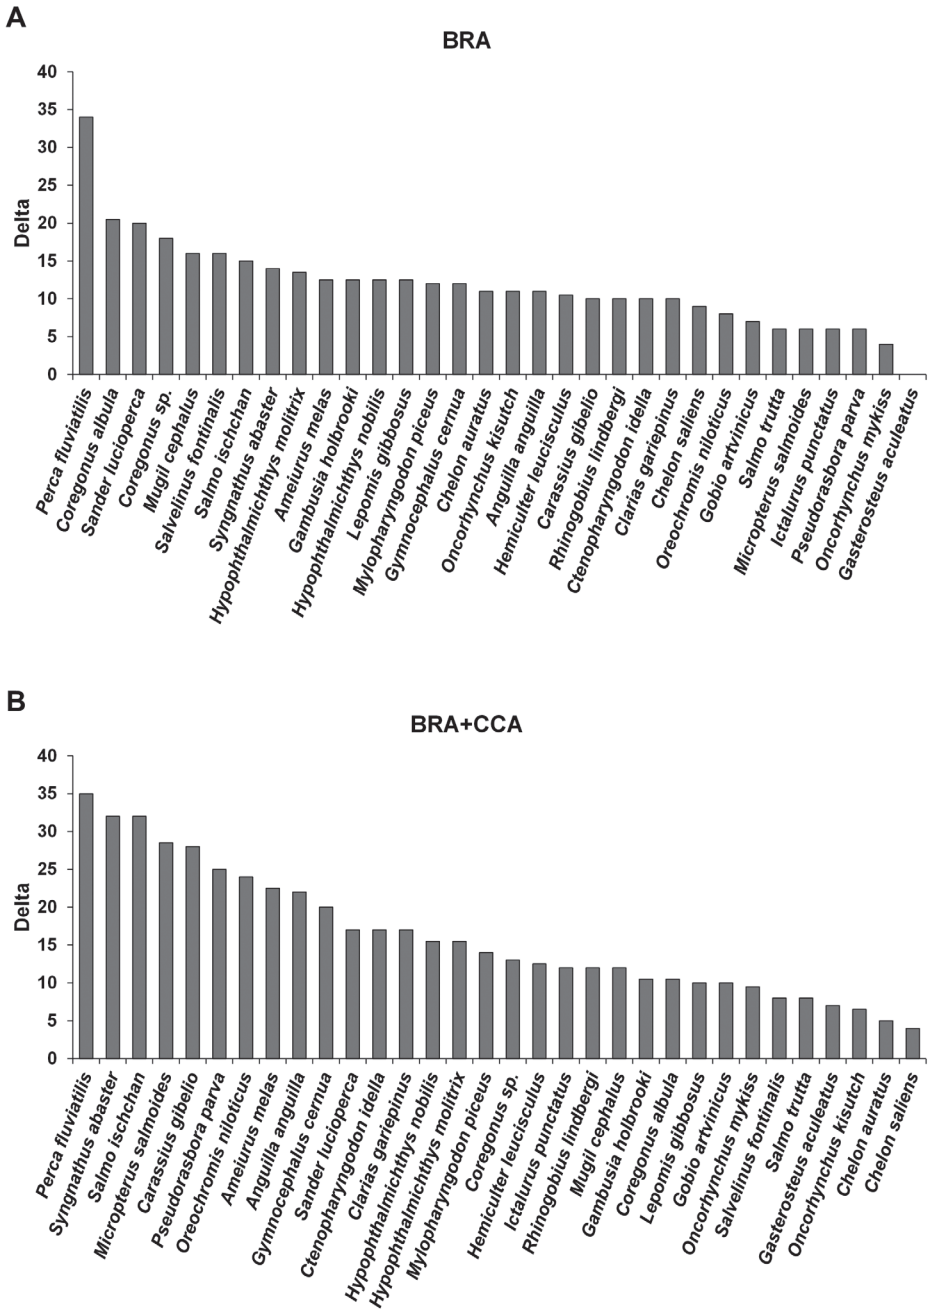 A
BRA
40
35
30
25
20
15
10
5
0
Delta
Perca fluviatilis
Coregonus albula
Sander lucioperca
Coregonus sp.
Mugil cephalus
Salvelinus fontinalis
Salmo ischchan
Syngnathus abaster
Hypophthalmichthys molitrix
Ameiurus melas
Gambusia holbrooki
Hypophthalmichthys nobilis
Lepomis gibbosus
Mylopharyngodon piceus
Gymnocephalus cernua
Chelon auratus
Oncorhynchus kisutch
Anguilla anguilla
Hemiculter leucisculus
Carassius gibelio
Rhinogobius lindbergi
Ctenopharyngodon idella
Clarias gariepinus
Chelon saliens
Oreochromis niloticus
Gobio artvinicus
Salmo trutta
Micropterus salmoides
Ictalurus punctatus
Pseudorasbora parva
Oncorhynchus mykiss
Gasterosteus aculeatus
B
BRA+CCA
40
35
30
25
20
15
10
5
0
Delta
Perca fluviatilis
Syngnathus abaster
Salmo ischchan
Micropterus salmoides
Carassius gibelio
Pseudorasbora parva
Oreochromis niloticus
Ameiurus melas
Anguilla anguilla
Gymnocephalus cernua
Sander lucioperca
Ctenopharyngodon idella
Clarias gariepinus
Hypophthalmichthys nobilis
Hypophthalmichthys molitrix
Mylopharyngodon piceus
Coregonus sp.
Hemiculter leucisculus
Ictalurus punctatus
Rhinogobius lindbergi
Mugil cephalus
Gambusia holbrooki
Coregonus albula
Lepomis gibbosus
Gobio artvinicus
Oncorhynchus mykiss
Salvelinus fontinalis
Salmo trutta
Gasterosteus aculeatus
Oncorhynchus kisutch
Chelon auratus
Chelon saliens